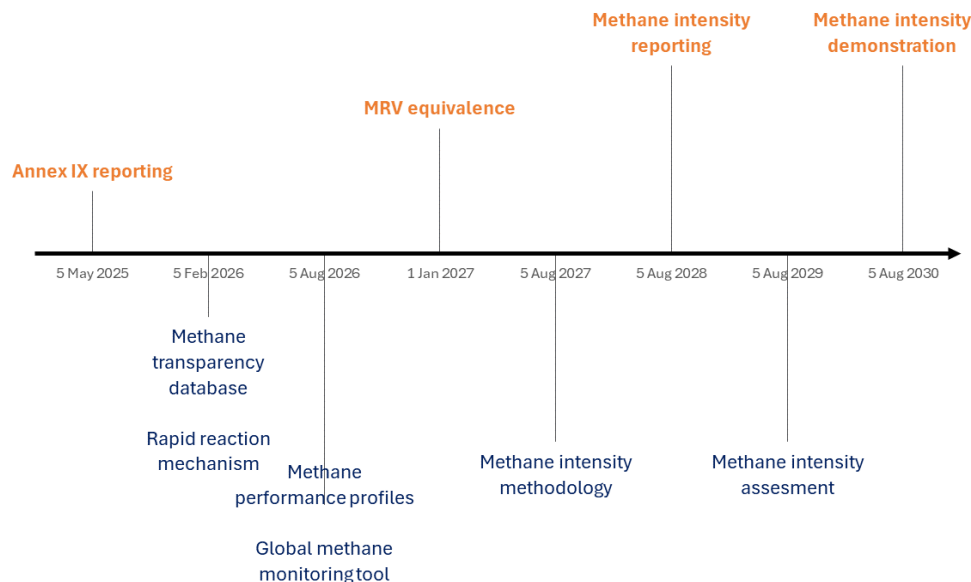 Methane intensity
reporting
Methane intensity
demonstration
MRV equivalence
Annex IX reporting
5 May 2025
5 Feb 2026
5 Aug 2026
1 Jan 2027
5 Aug 2027
5 Aug 2028
5 Aug 2029
5 Aug 2030
Methane
transparency
database
Rapid reaction
mechanism
Methane
performance profiles
Global methane
monitoring tool
Methane intensity
methodology
Methane intensity
assesment